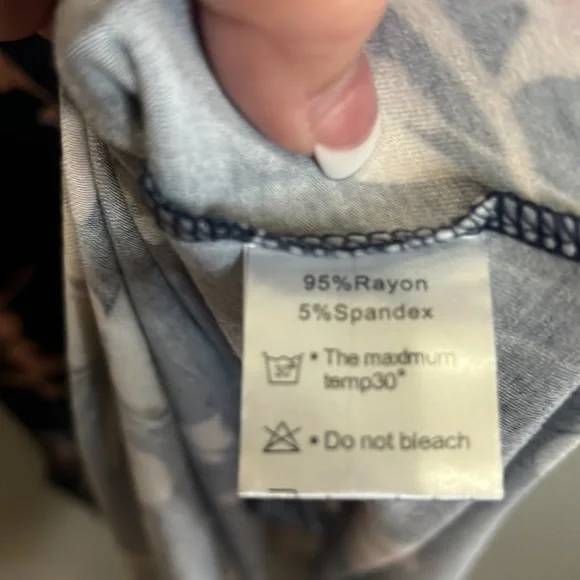 95%Rayon
5%Spandex
30°
• The maximum
temp30°
• Do not bleach